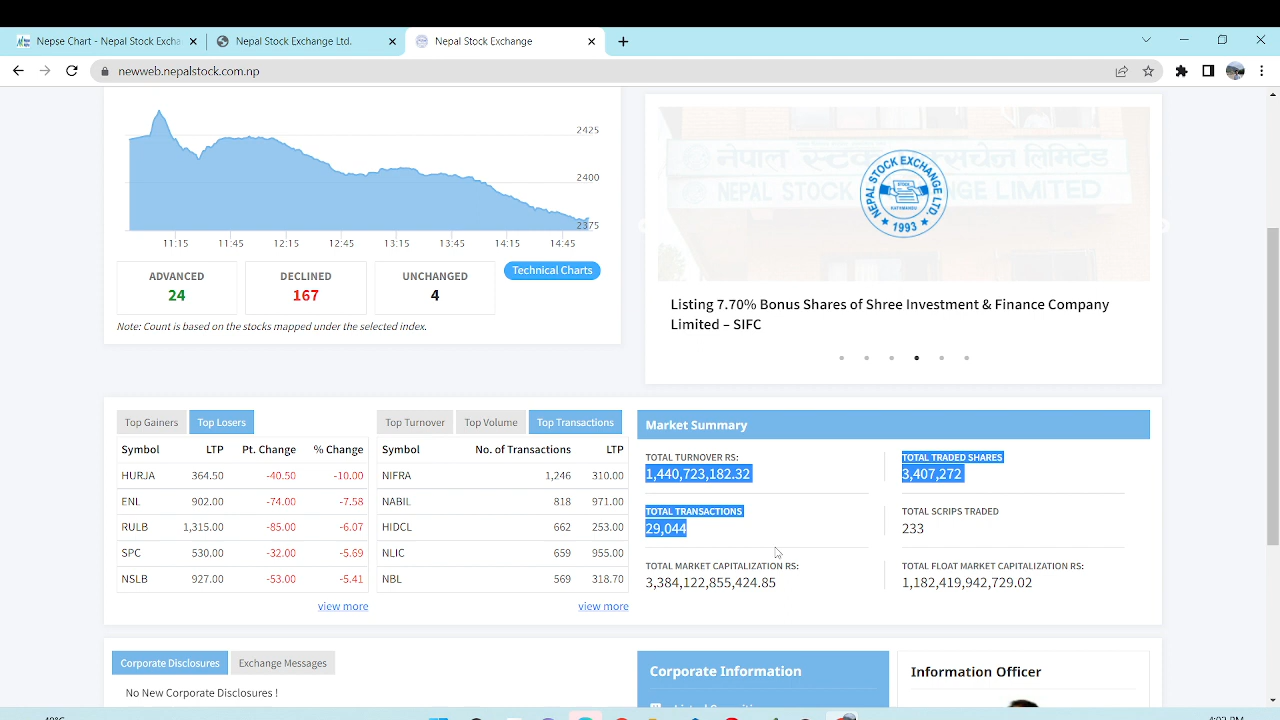 Nepse Chart - Nepal Stock Excha
Nepal Stock Exchange Ltd.
Nepal Stock Exchange
newweb.nepalstock.com.np
2425
2400
2375
11:15 11:45 12:15 12:45 13:15 13:45 14:15 14:45
ADVANCED
24
DECLINED
167
UNCHANGED
4
Technical Charts
Note: Count is based on the stocks mapped under the selected index.
नेपाल स्टक
लिमिटेड
NEPAL STOCK
LIMITED
NEPAL STOCK EXCHANGE LTD.
STOCK
KATHMANDU
1993
Listing 7.70% Bonus Shares of Shree Investment & Finance Company
Limited – SIFC
Top Gainers Top Losers
Symbol LTP Pt. Change % Change
HURJA 365.50 -40.50 -10.00
ENL 902.00 -74.00 -7.58
RULB 1,315.00 -85.00 -6.07
SPC 530.00 -32.00 -5.69
NSLB 927.00 -53.00 -5.41
view more
Top Turnover Top Volume Top Transactions
Symbol No. of Transactions LTP
NIFRA 1,246 310.00
NABIL 818 971.00
HIDCL 662 253.00
NLIC 659 955.00
NBL 569 318.70
view more
Market Summary
TOTAL TURNOVER RS:
1,440,723,182.32
TOTAL TRADED SHARES
3,407,272
TOTAL TRANSACTIONS
29,044
TOTAL SCRIPS TRADED
233
TOTAL MARKET CAPITALIZATION RS:
3,384,122,855,424.85
TOTAL FLOAT MARKET CAPITALIZATION RS:
1,182,419,942,729.02
Corporate Disclosures Exchange Messages
No New Corporate Disclosures !
Corporate Information
Information Officer